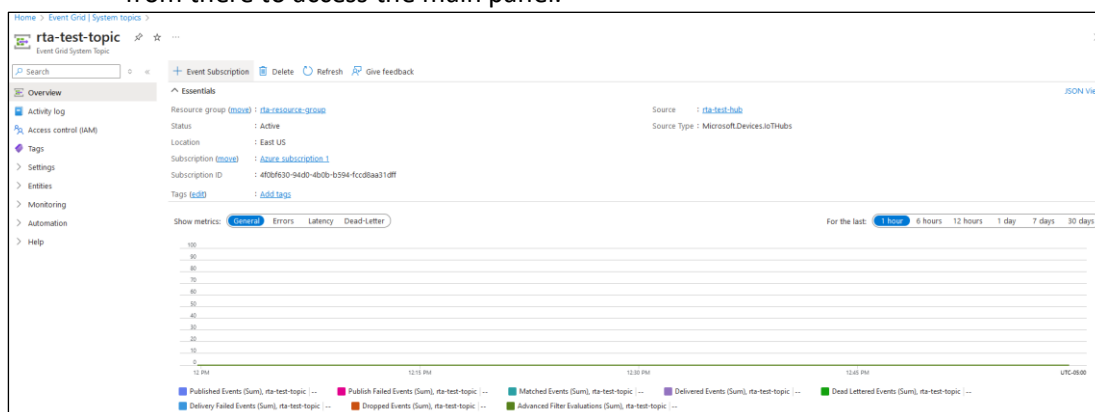 from there to access the main panel.
Home > Event Grid | System topics >
rta-test-topic
Event Grid System Topic
Search
+ Event Subscription Delete Refresh Give feedback
Overview
Activity log
Access control (IAM)
Tags
> Settings
> Entities
> Monitoring
> Automation
> Help
Essentials
JSON Vie
Resource group (move) : rta-resource-group
Source : rta-test-hub
Status : Active
Source Type : Microsoft.Devices.IoTHubs
Location : East US
Subscription (move) : Azure subscription 1
Subscription ID : 4f0bf630-94d0-4b0b-b594-fccd8aa31dff
Tags (edit) : Add tags
Show metrics: General Errors Latency Dead-Letter
For the last: 1 hour 6 hours 12 hours 1 day 7 days 30 days
100
90
80
70
60
50
40
30
20
10
0
12 PM 12:15 PM 12:30 PM 12:45 PM UTC-05:00
Published Events (Sum), rta-test-topic | --
Publish Failed Events (Sum), rta-test-topic | --
Matched Events (Sum), rta-test-topic | --
Delivered Events (Sum), rta-test-topic | --
Dead Lettered Events (Sum), rta-test-topic | --
Delivery Failed Events (Sum), rta-test-topic | --
Dropped Events (Sum), rta-test-topic | --
Advanced Filter Evaluations (Sum), rta-test-topic | --